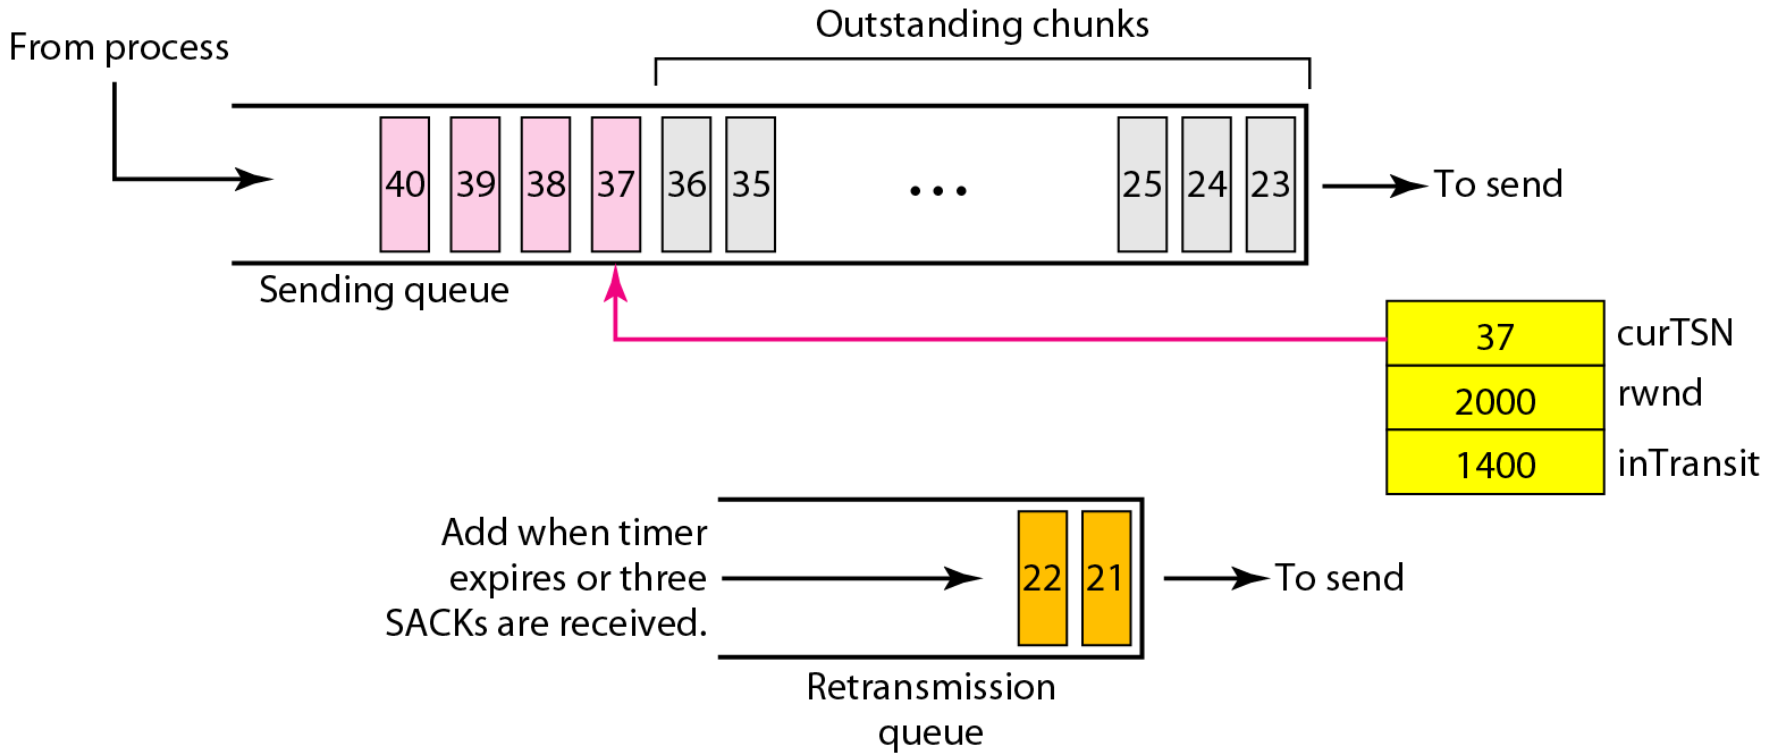 Outstanding chunks
From process
40 39 38 37 36 35 ... 25 24 23
To send
Sending queue
37 curTSN
2000 rwnd
1400 inTransit
Add when timer
expires or three
SACKs are received.
22 21
To send
Retransmission
queue